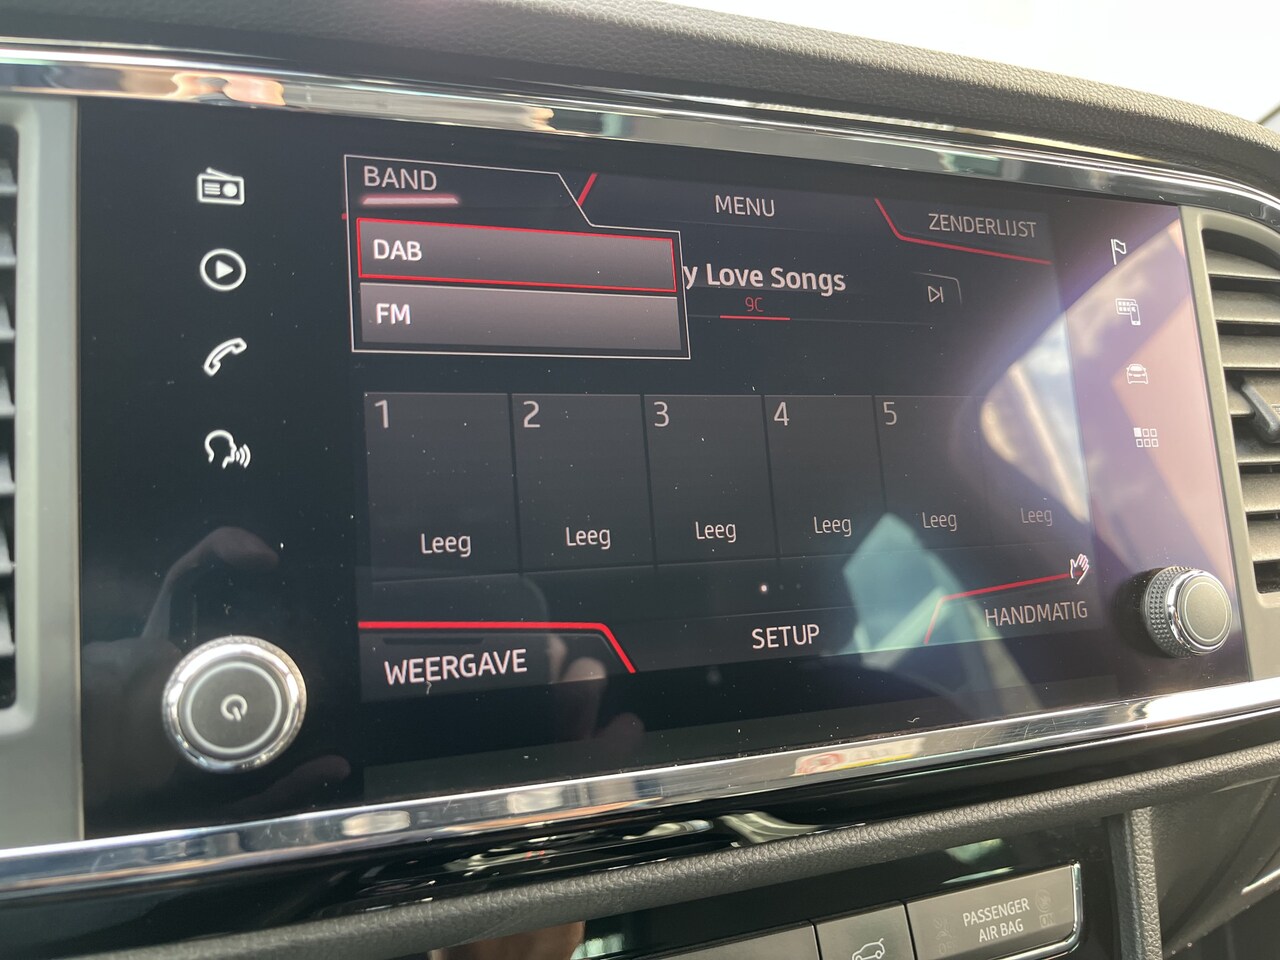 BAND
MENU
ZENDERLIJST
DAB
FM
y Love Songs
9C
1
2
3
4
5
Leeg
Leeg
Leeg
Leeg
Leeg
Leeg
WEERGAVE
SETUP
HANDMATIG
PASSENGER
AIR BAG